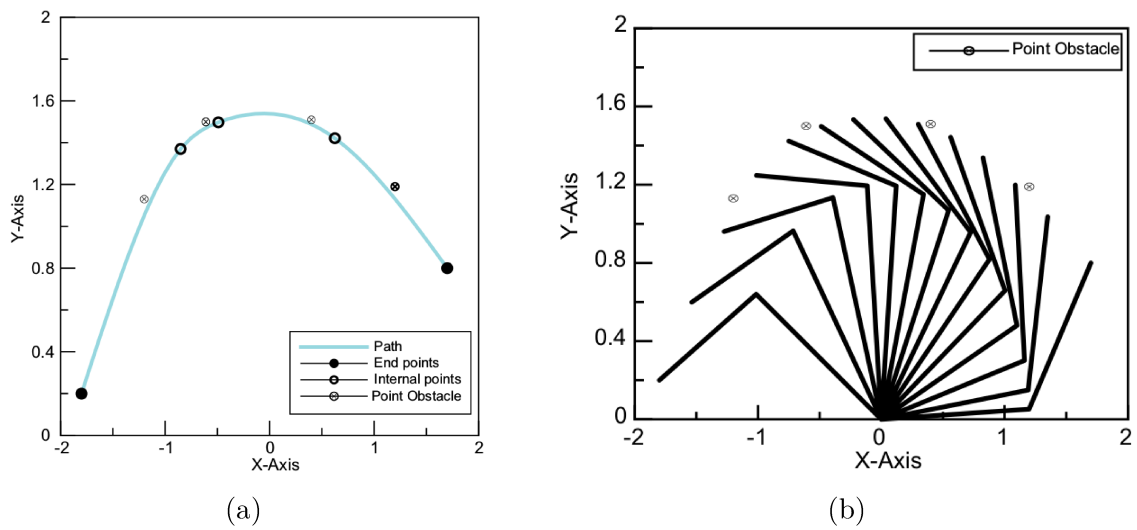 2
1.6
1.2
0.8
0.4
0
Y-Axis
-2
-1
0
1
2
X-Axis
Path
End points
Internal points
Point Obstacle
(a)
2
1.6
1.2
0.8
0.4
0
Y-Axis
-2
-1
0
1
2
X-Axis
Point Obstacle
(b)